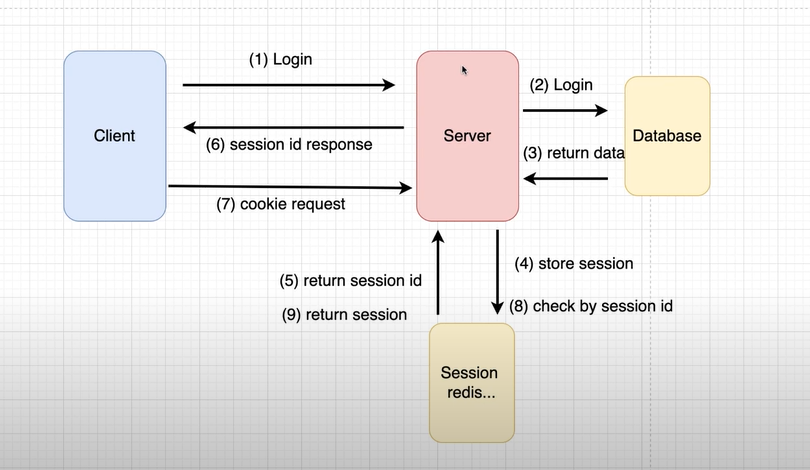 (1) Login
(2) Login
Client
Server
Database
(6) session id response
(3) return data
(7) cookie request
(4) store session
(5) return session id
(8) check by session id
(9) return session
Session
redis...